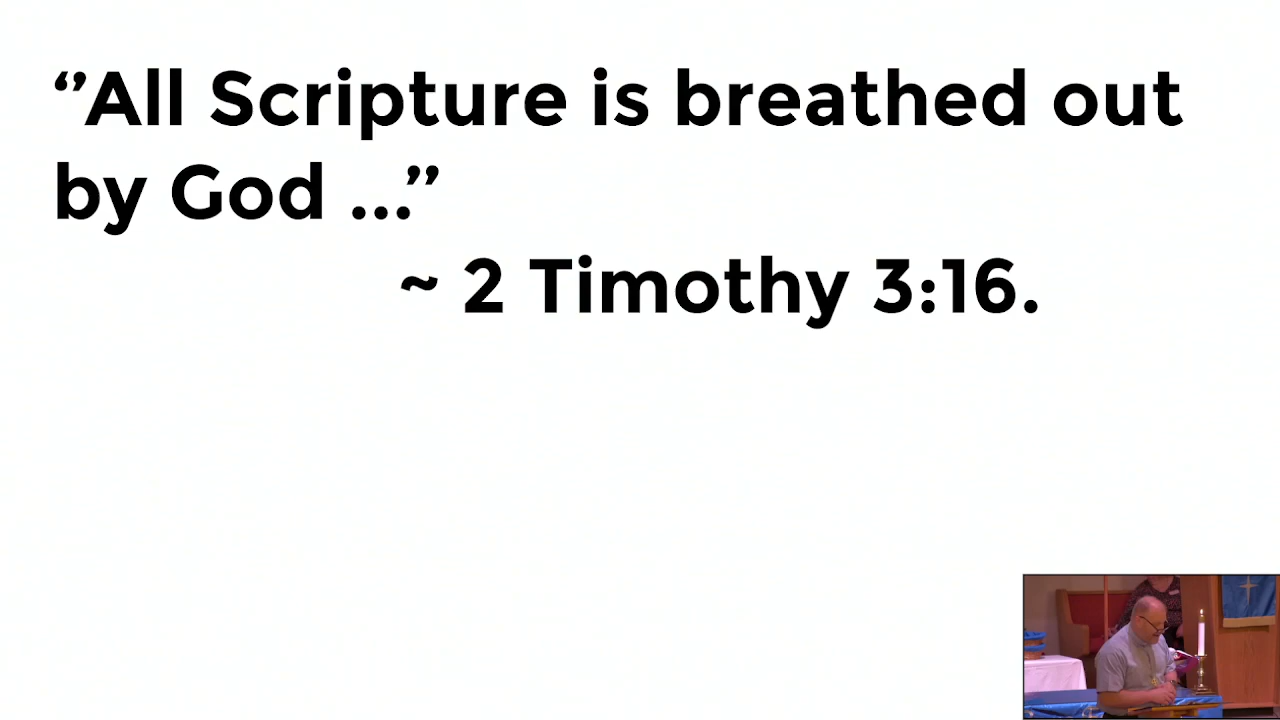 ‘’All Scripture is breathed out
by God ...’’
~ 2 Timothy 3:16.